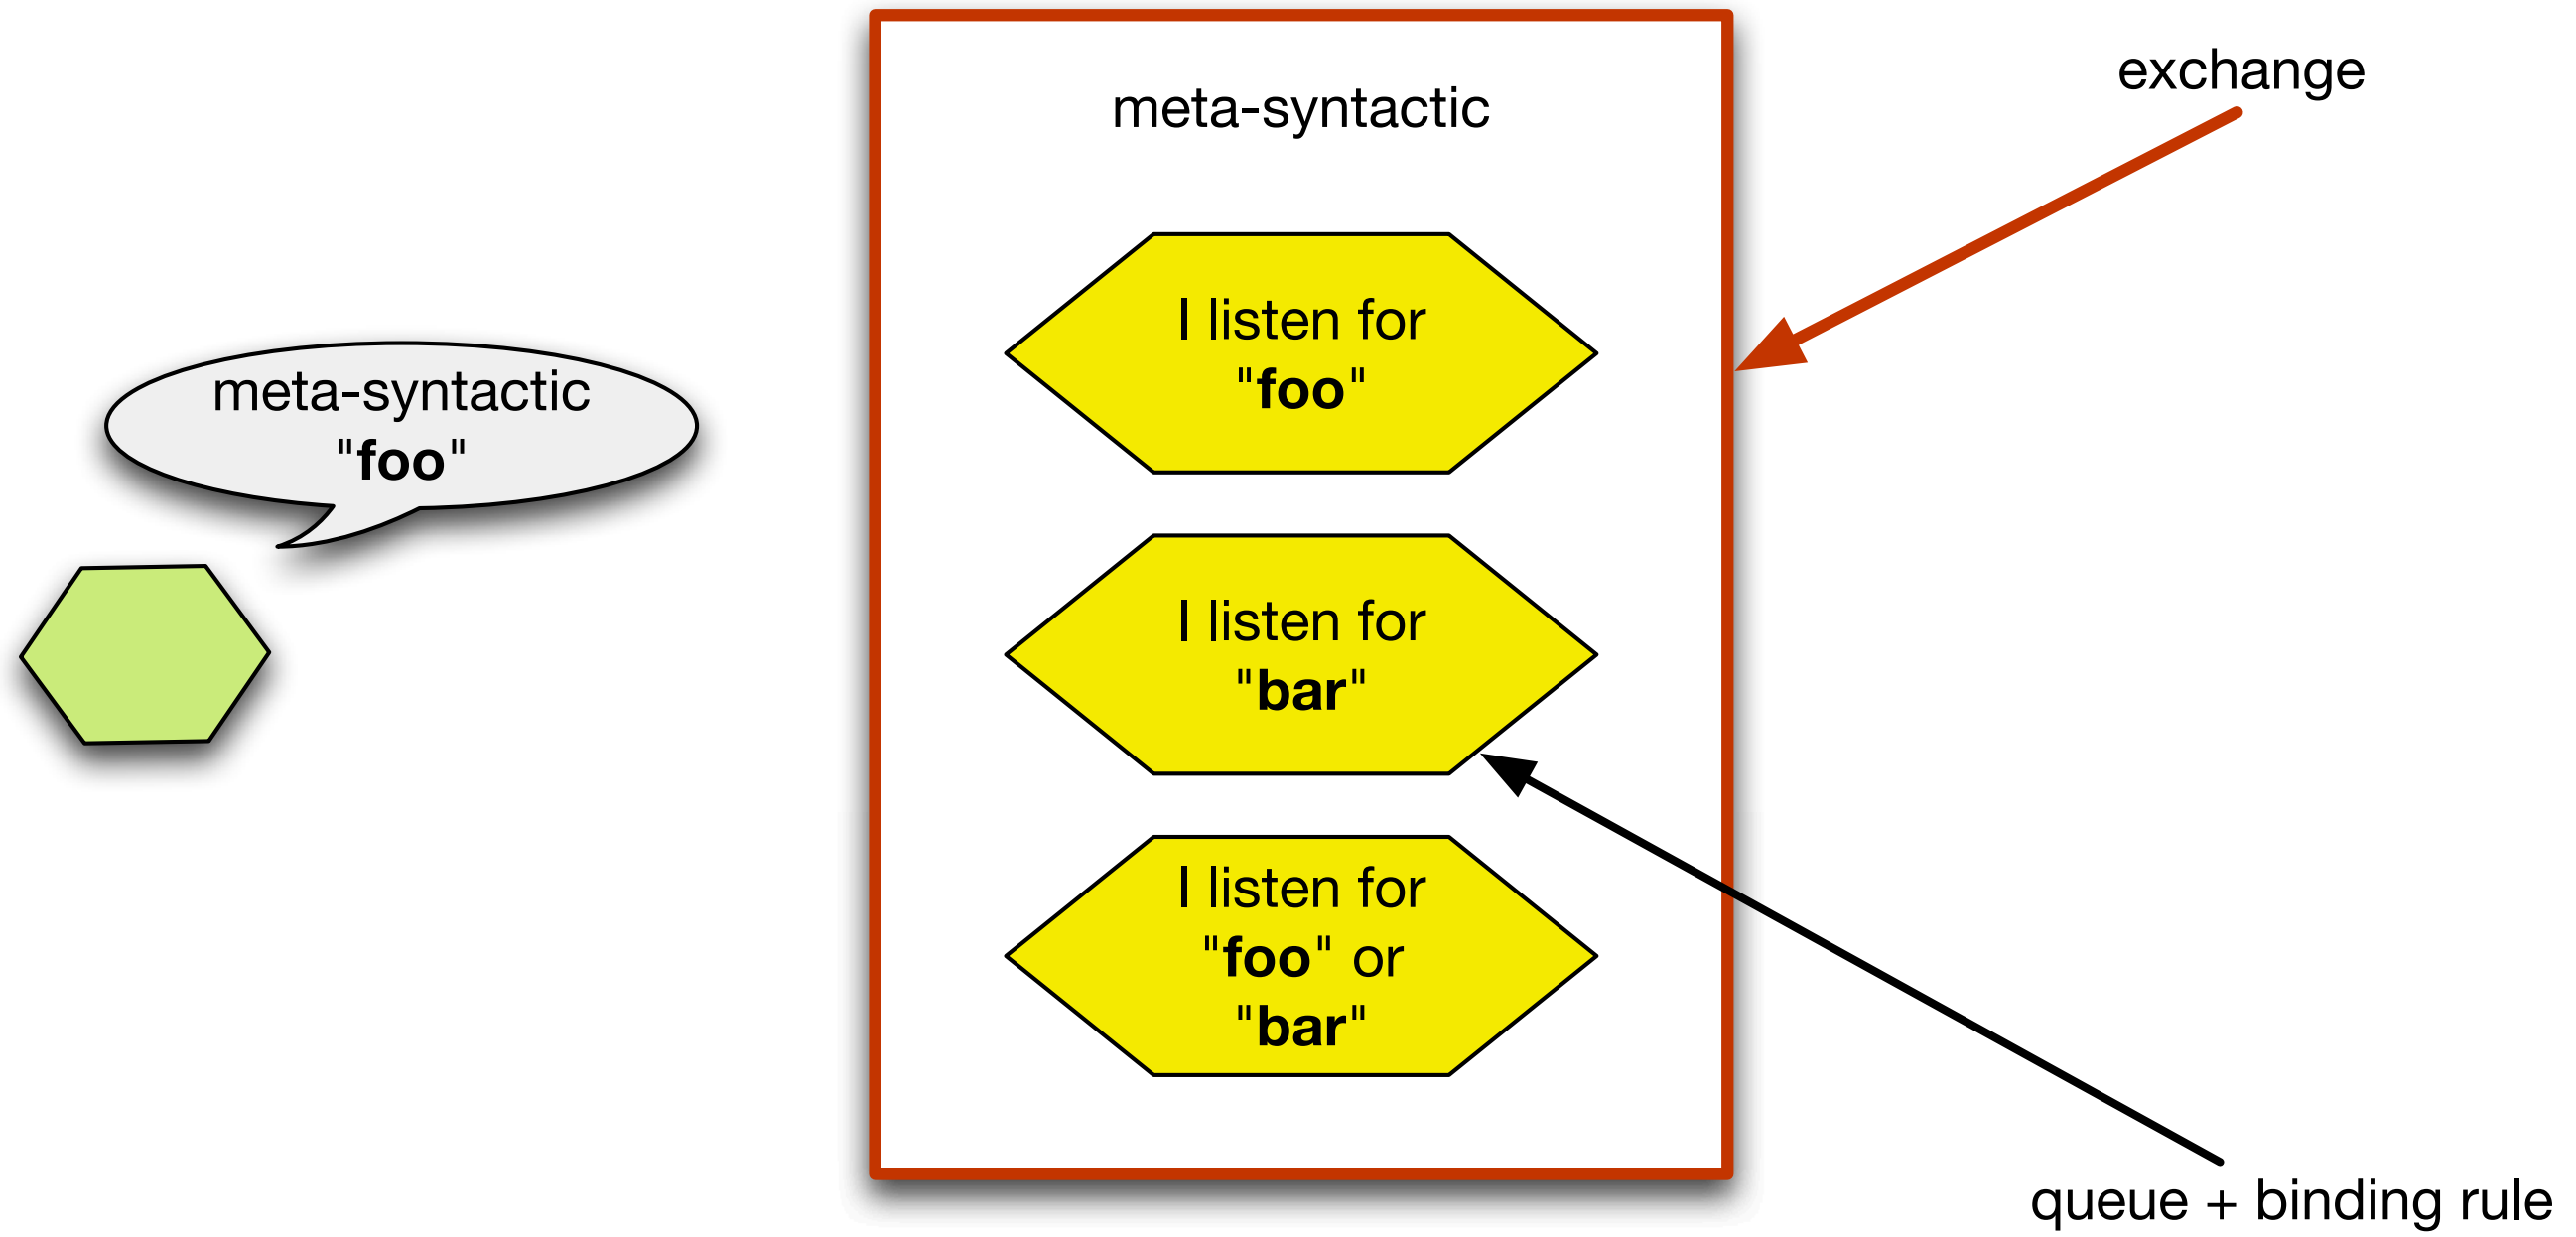 meta-syntactic
"foo"
meta-syntactic
I listen for
"foo"
I listen for
"bar"
I listen for
"foo" or
"bar"
exchange
queue + binding rule